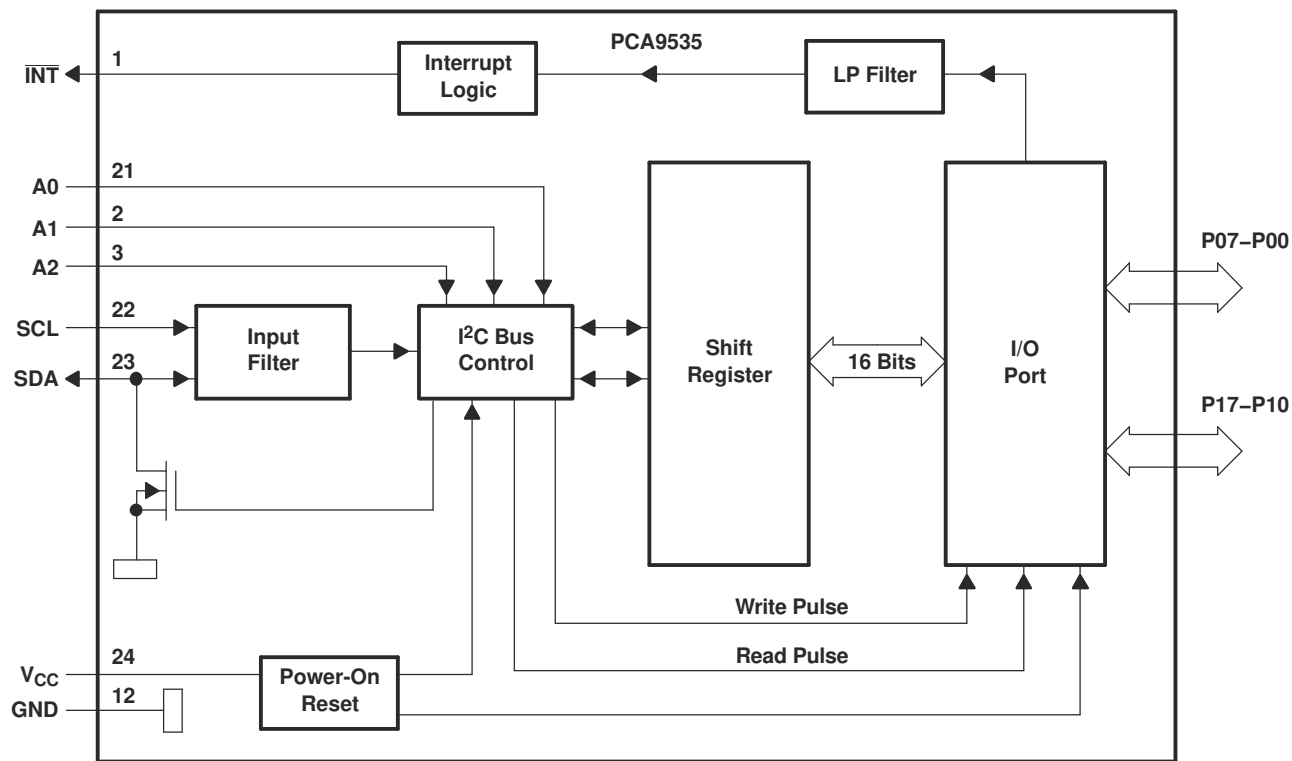 PCA9535
INT
1
Interrupt
Logic
LP Filter
A0
21
A1
2
A2
3
SCL
22
SDA
23
Input
Filter
I²C Bus
Control
Shift
Register
16 Bits
I/O
Port
P07–P00
P17–P10
Write Pulse
Read Pulse
VCC
24
GND
12
Power-On
Reset